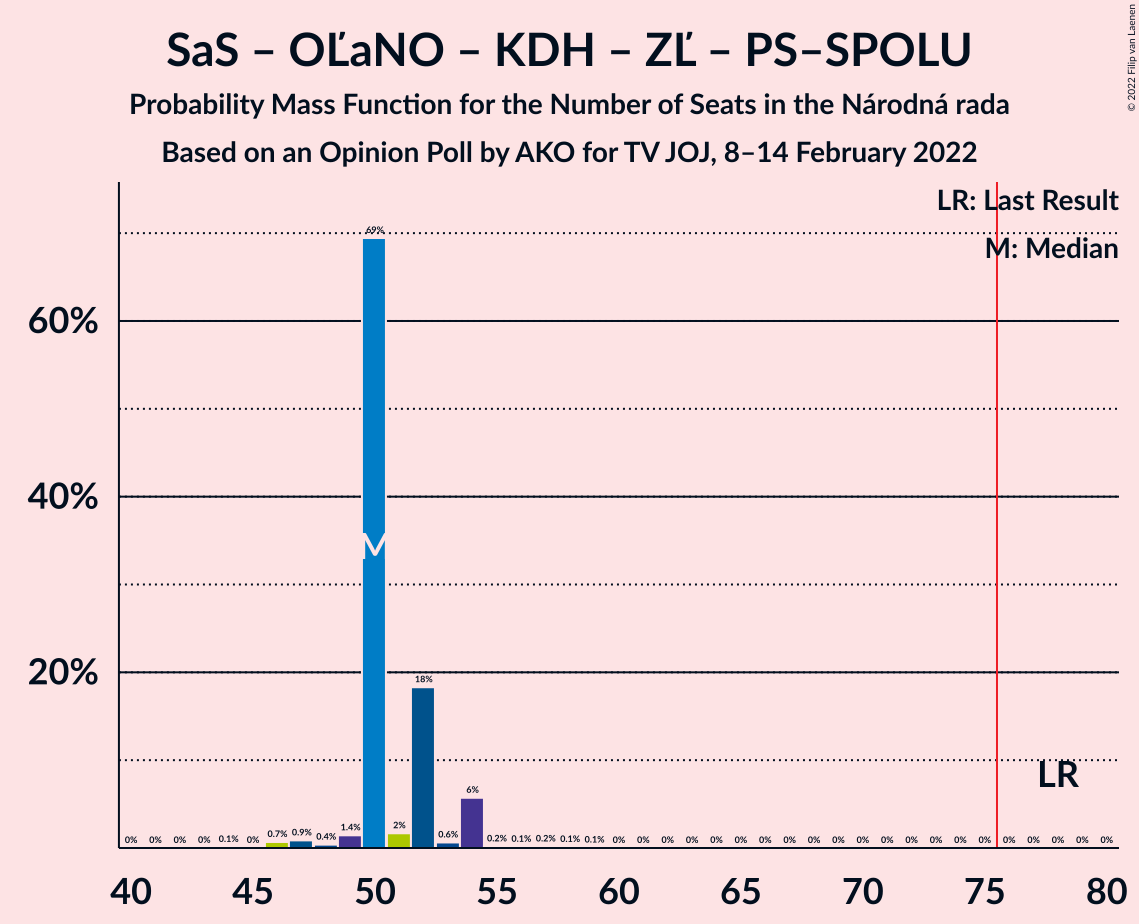 SaS – OĽaNO – KDH – ZĽ – PS–SPOLU
Probability Mass Function for the Number of Seats in the Národná rada
Based on an Opinion Poll by AKO for TV JOJ, 8–14 February 2022
© 2022 Filip van Laenen
LR: Last Result
M: Median
69%
60%
40%
M
20%
18%
LR
6%
0% 0% 0% 0% 0.1% 0% 0.7% 0.9% 0.4% 1.4% 2% 0.6% 0.2% 0.1% 0.2% 0.1% 0.1% 0% 0% 0% 0% 0% 0% 0% 0% 0% 0% 0% 0% 0% 0% 0% 0% 0% 0% 0% 0% 0%
40 45 50 55 60 65 70 75 80